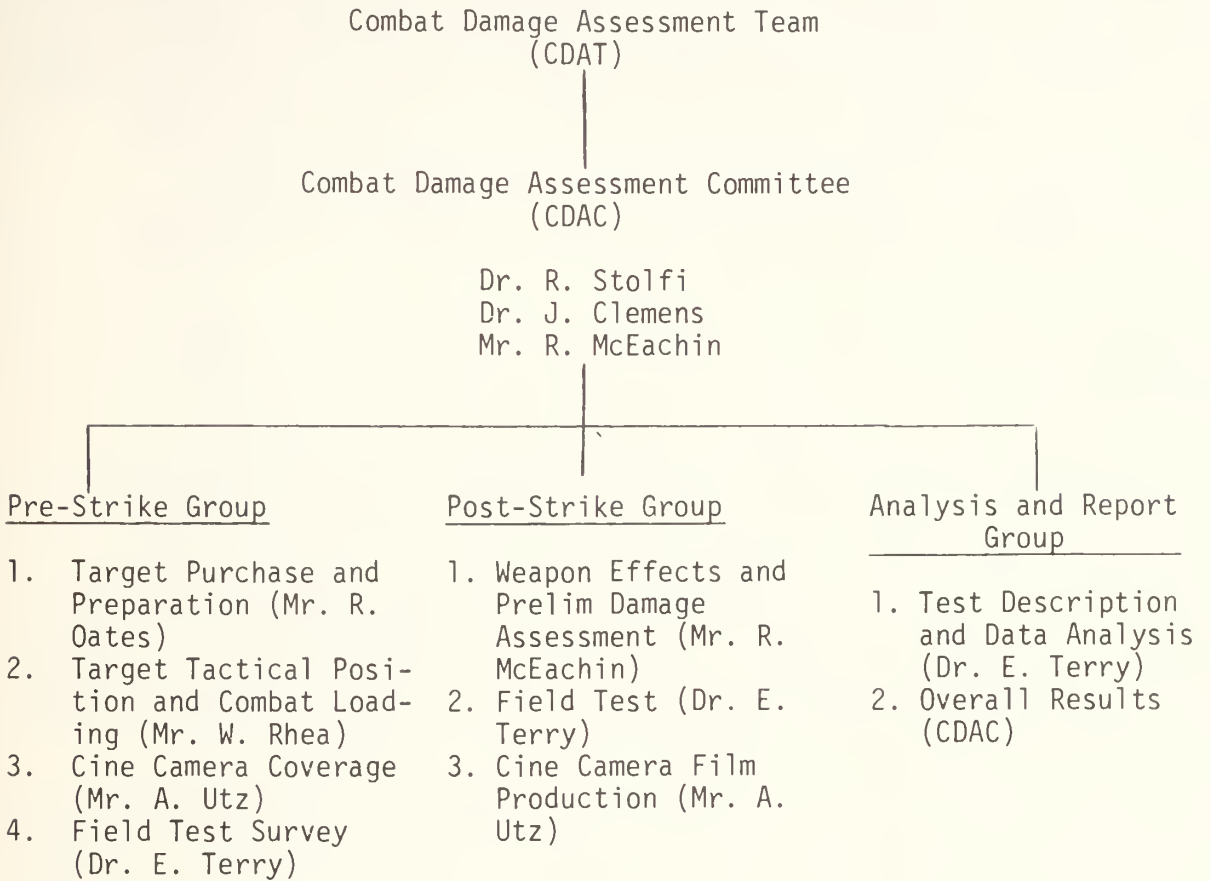 Combat Damage Assessment Team
(CDAT)
Combat Damage Assessment Committee
(CDAC)
Dr. R. Stolfi
Dr. J. Clemens
Mr. R. McEachin
Pre-Strike Group
1. Target Purchase and
Preparation (Mr. R.
Oates)
2. Target Tactical Posi-
tion and Combat Load-
ing (Mr. W. Rhea)
3. Cine Camera Coverage
(Mr. A. Utz)
4. Field Test Survey
(Dr. E. Terry)
Post-Strike Group
1. Weapon Effects and
Prelim Damage
Assessment (Mr. R.
McEachin)
2. Field Test (Dr. E.
Terry)
3. Cine Camera Film
Production (Mr. A.
Utz)
Analysis and Report
Group
1. Test Description
and Data Analysis
(Dr. E. Terry)
2. Overall Results
(CDAC)